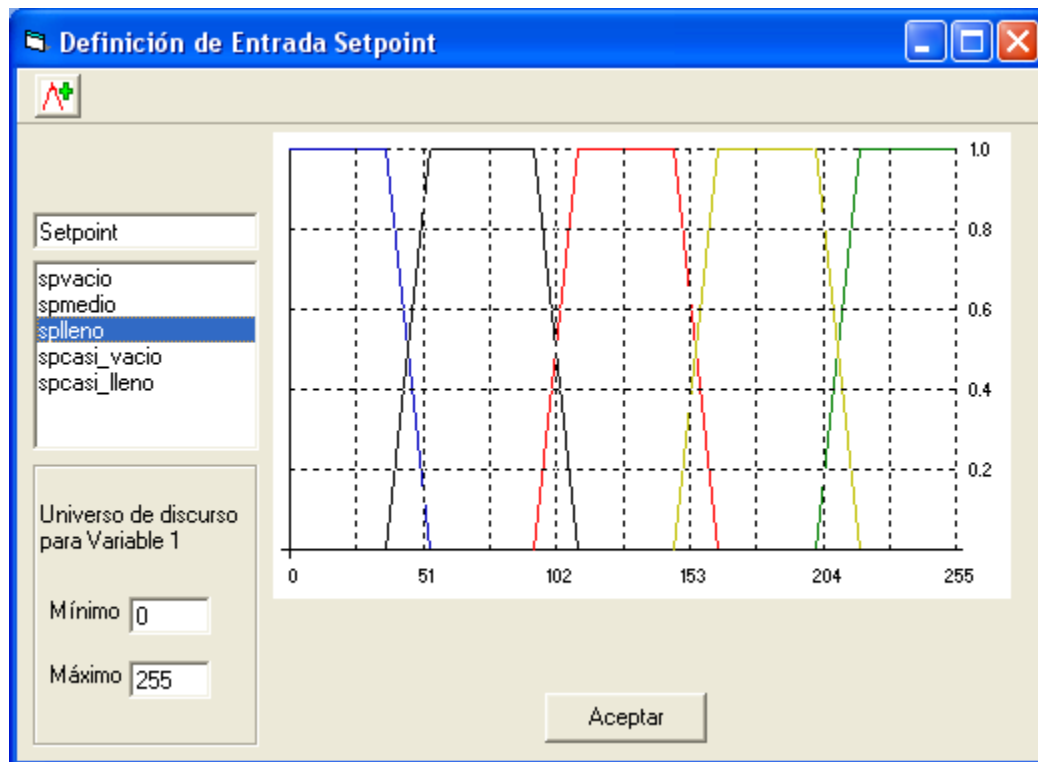 Definición de Entrada Setpoint
Setpoint
spvacio
spmedio
splleno
spcasi_vacio
spcasi_lleno
Universo de discurso
para Variable 1
Mínimo 0
Máximo 255
1.0
0.8
0.6
0.4
0.2
0 51 102 153 204 255
Aceptar